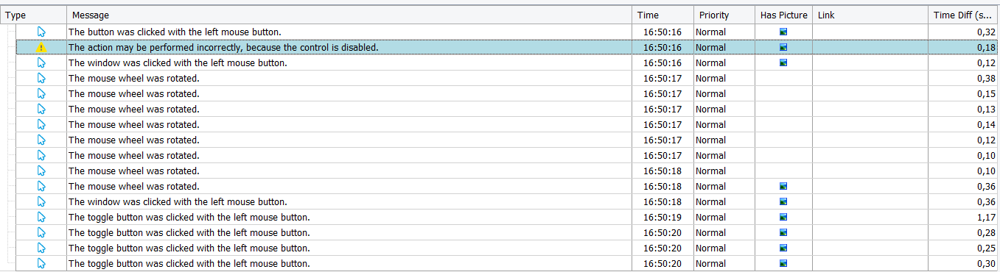 Type Message Time Priority Has Picture Link Time Diff (s...
The button was clicked with the left mouse button. 16:50:16 Normal 0,32
The action may be performed incorrectly, because the control is disabled. 16:50:16 Normal 0,18
The window was clicked with the left mouse button. 16:50:16 Normal 0,12
The mouse wheel was rotated. 16:50:17 Normal 0,38
The mouse wheel was rotated. 16:50:17 Normal 0,15
The mouse wheel was rotated. 16:50:17 Normal 0,13
The mouse wheel was rotated. 16:50:17 Normal 0,14
The mouse wheel was rotated. 16:50:17 Normal 0,12
The mouse wheel was rotated. 16:50:17 Normal 0,10
The mouse wheel was rotated. 16:50:18 Normal 0,10
The mouse wheel was rotated. 16:50:18 Normal 0,36
The window was clicked with the left mouse button. 16:50:18 Normal 0,36
The toggle button was clicked with the left mouse button. 16:50:19 Normal 1,17
The toggle button was clicked with the left mouse button. 16:50:20 Normal 0,28
The toggle button was clicked with the left mouse button. 16:50:20 Normal 0,25
The toggle button was clicked with the left mouse button. 16:50:20 Normal 0,30